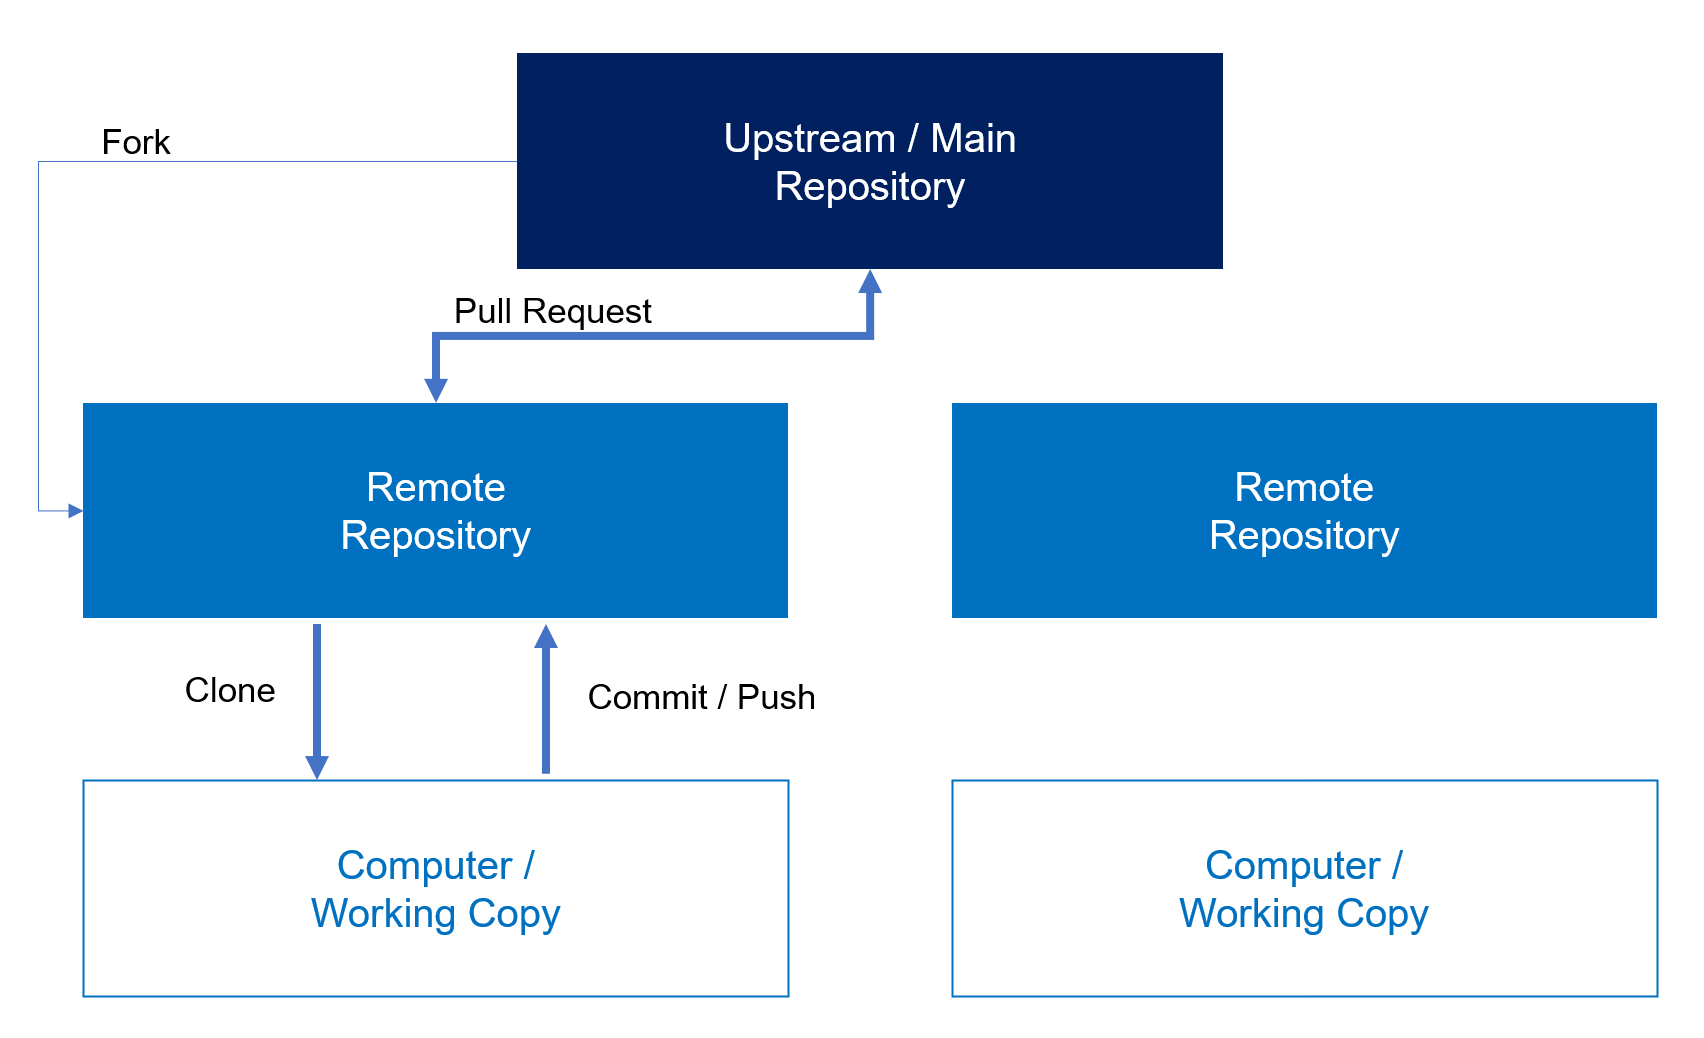 Fork
Upstream / Main
Repository
Pull Request
Remote
Repository
Remote
Repository
Clone
Commit / Push
Computer /
Working Copy
Computer /
Working Copy